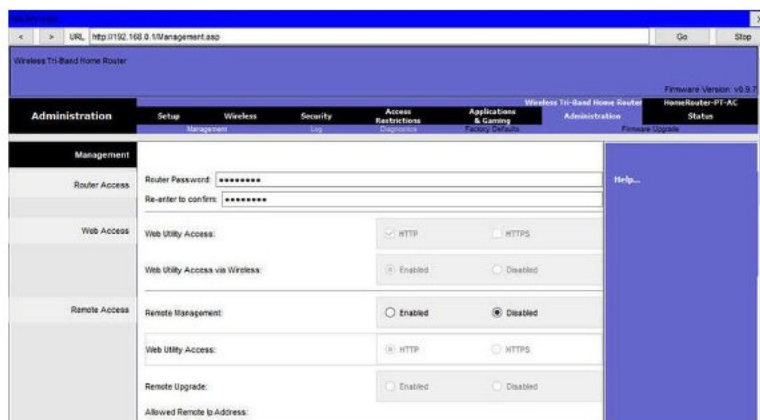 < > URL http://192.168.0.1/Management.asp Go Stop
Wireless Tri-Band Home Router
Firmware Version: v0.9.7
Wireless Tri-Band Home Router HomeRouter-PT-AC
Administration Setup Wireless Security Access Restrictions Applications & Gaming Administration Status
Management Log Diagnostics Factory Defaults Firmware Upgrade
Management
Help...
Router Access Router Password: ••••••••
Re-enter to confirm: ••••••••
Web Access Web Utility Access: HTTP HTTPS
Web Utility Access via Wireless: Enabled Disabled
Remote Access Remote Management: Enabled Disabled
Web Utility Access: HTTP HTTPS
Remote Upgrade: Enabled Disabled
Allowed Remote Ip Address: